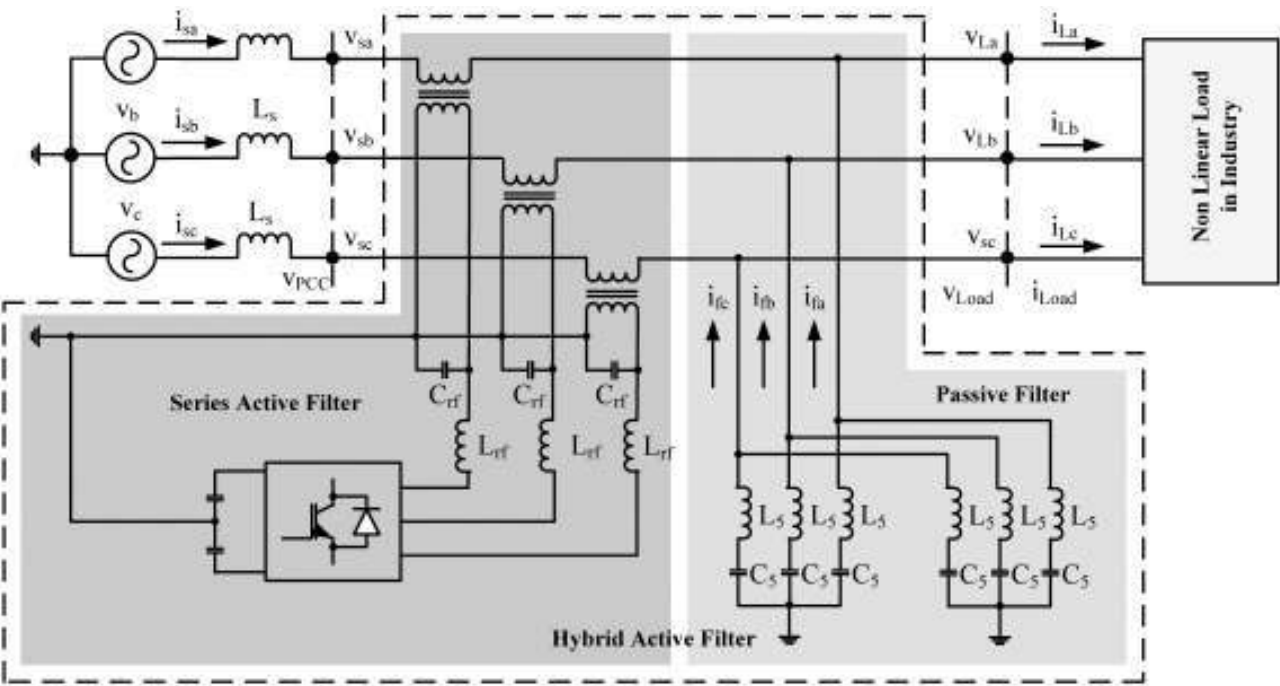 isa
vsa
vLa
iLa
vb
isb
Ls
vsb
vLb
iLb
vc
isc
Ls
vsc
vsc
iLc
vPCC
vLoad
iLoad
Non Linear Load
in Industry
ifc
ifb
ifa
Series Active Filter
Crf
Crf
Crf
Passive Filter
Lrf
Lrf
Lrf
L5
L5
L5
L5
L5
L5
C5
C5
C5
C5
C5
C5
Hybrid Active Filter